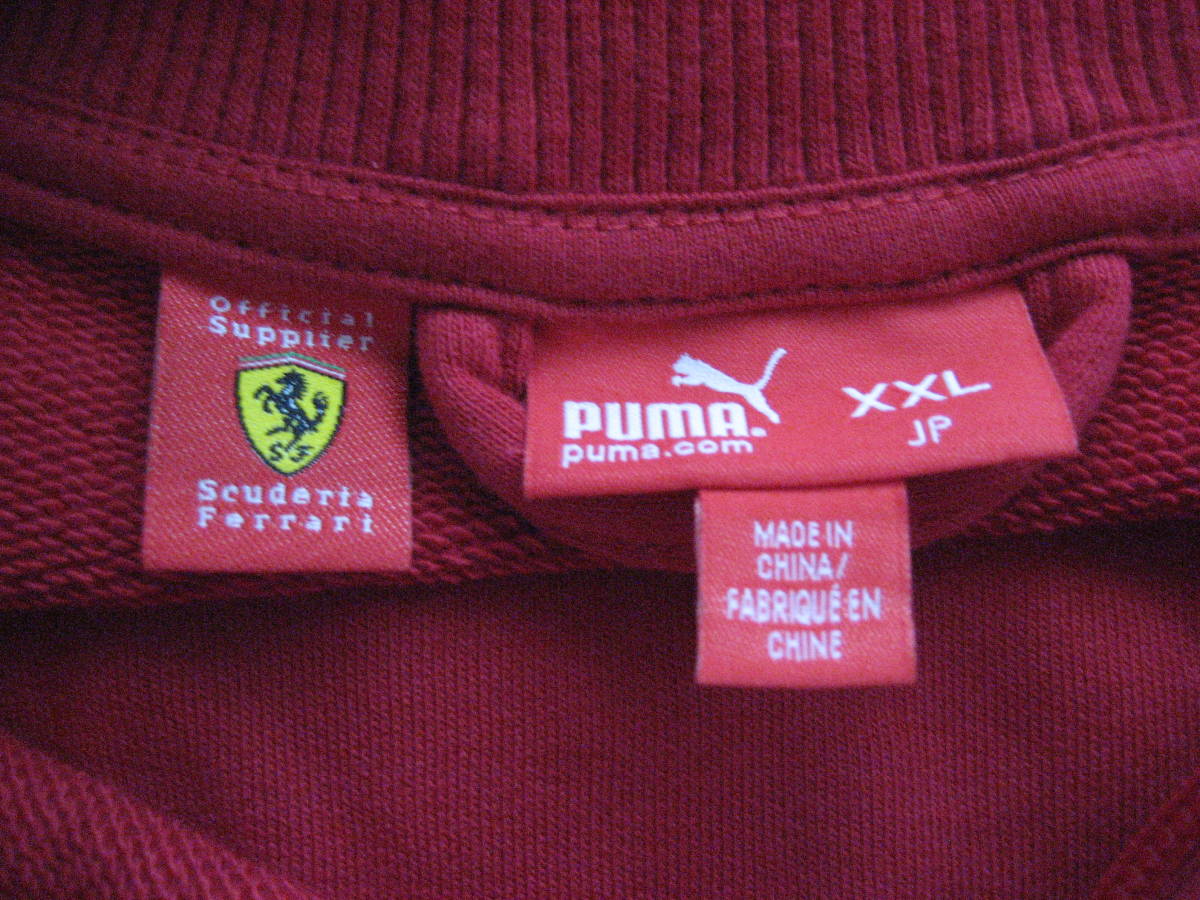 Official
Supplier
S F
Scuderia
Ferrari
PUMA.
puma.com
XXL
JP
MADE IN
CHINA/
FABRIQUÉ EN
CHINE